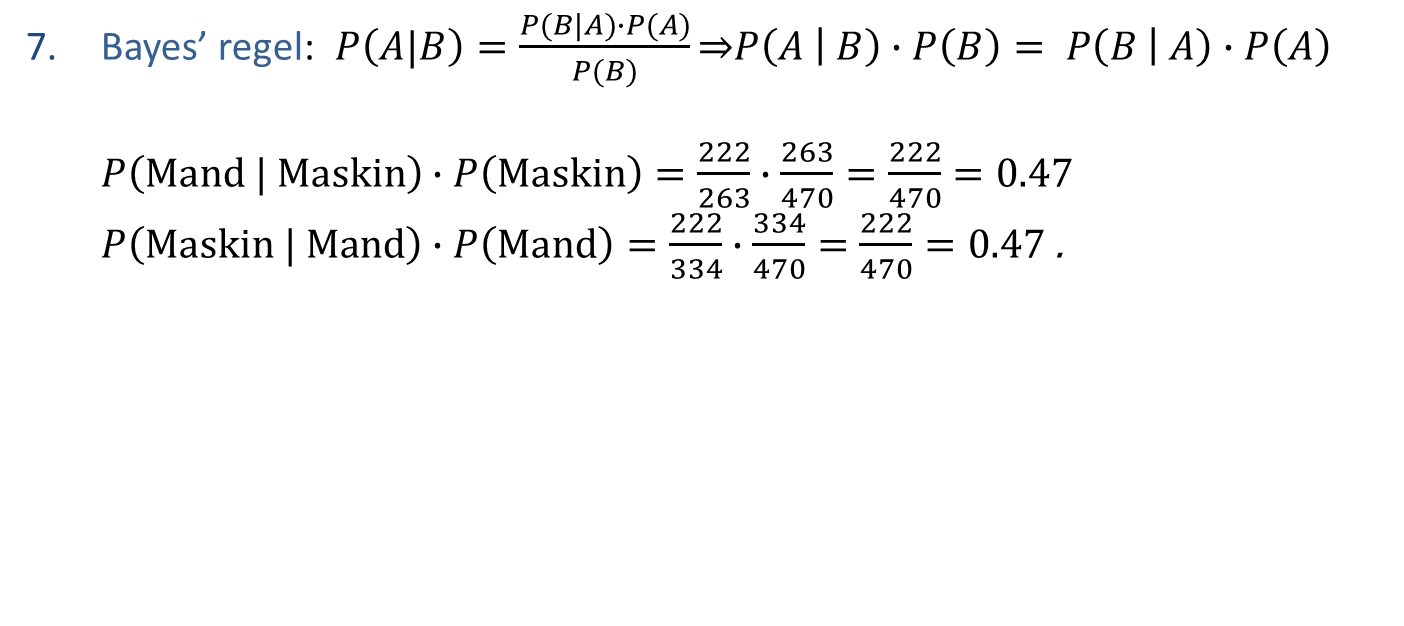 7. Bayes’ regel: P(A|B) = P(B|A)·P(A) / P(B) ⇒ P(A | B) · P(B) = P(B | A) · P(A)
P(Mand | Maskin) · P(Maskin) = 222/263 · 263/470 = 222/470 = 0.47
P(Maskin | Mand) · P(Mand) = 222/334 · 334/470 = 222/470 = 0.47 .